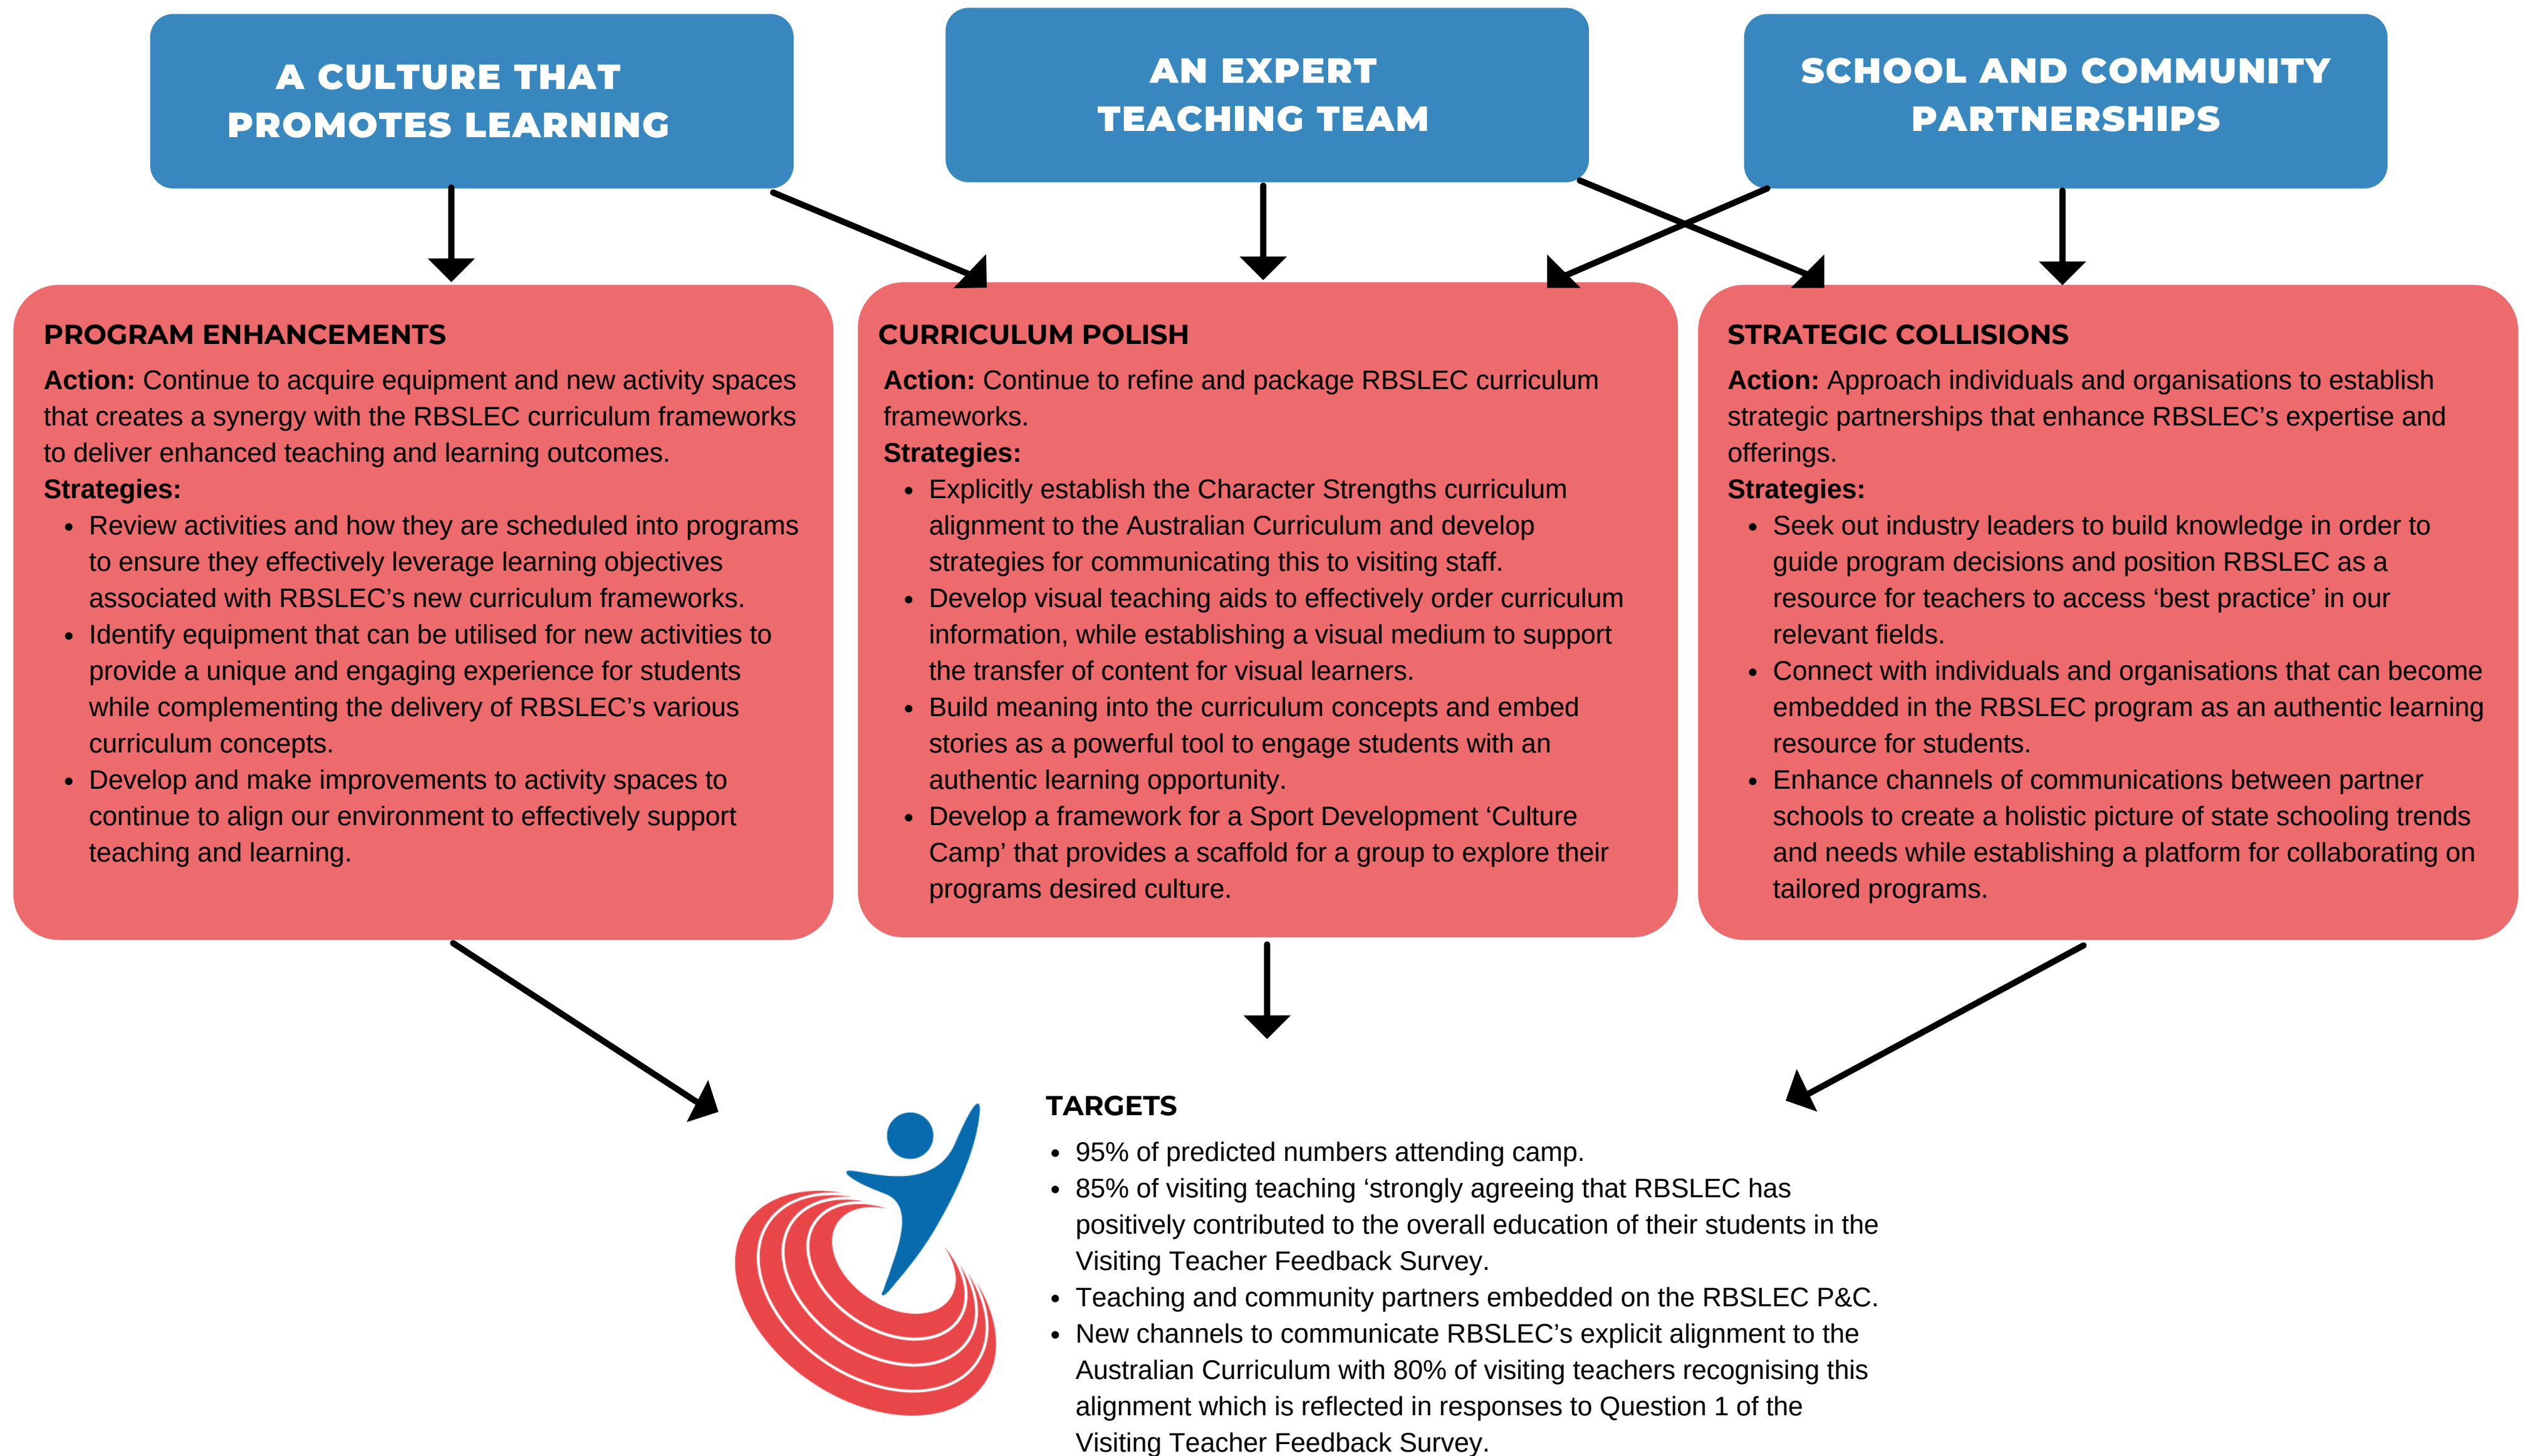 A CULTURE THAT
PROMOTES LEARNING
AN EXPERT
TEACHING TEAM
SCHOOL AND COMMUNITY
PARTNERSHIPS
PROGRAM ENHANCEMENTS
Action: Continue to acquire equipment and new activity spaces
that creates a synergy with the RBSLEC curriculum frameworks
to deliver enhanced teaching and learning outcomes.
Strategies:
• Review activities and how they are scheduled into programs
to ensure they effectively leverage learning objectives
associated with RBSLEC’s new curriculum frameworks.
• Identify equipment that can be utilised for new activities to
provide a unique and engaging experience for students
while complementing the delivery of RBSLEC’s various
curriculum concepts.
• Develop and make improvements to activity spaces to
continue to align our environment to effectively support
teaching and learning.
CURRICULUM POLISH
Action: Continue to refine and package RBSLEC curriculum
frameworks.
Strategies:
• Explicitly establish the Character Strengths curriculum
alignment to the Australian Curriculum and develop
strategies for communicating this to visiting staff.
• Develop visual teaching aids to effectively order curriculum
information, while establishing a visual medium to support
the transfer of content for visual learners.
• Build meaning into the curriculum concepts and embed
stories as a powerful tool to engage students with an
authentic learning opportunity.
• Develop a framework for a Sport Development ‘Culture
Camp’ that provides a scaffold for a group to explore their
programs desired culture.
STRATEGIC COLLISIONS
Action: Approach individuals and organisations to establish
strategic partnerships that enhance RBSLEC’s expertise and
offerings.
Strategies:
• Seek out industry leaders to build knowledge in order to
guide program decisions and position RBSLEC as a
resource for teachers to access ‘best practice’ in our
relevant fields.
• Connect with individuals and organisations that can become
embedded in the RBSLEC program as an authentic learning
resource for students.
• Enhance channels of communications between partner
schools to create a holistic picture of state schooling trends
and needs while establishing a platform for collaborating on
tailored programs.
TARGETS
• 95% of predicted numbers attending camp.
• 85% of visiting teaching ‘strongly agreeing that RBSLEC has
positively contributed to the overall education of their students in the
Visiting Teacher Feedback Survey.
• Teaching and community partners embedded on the RBSLEC P&C.
• New channels to communicate RBSLEC’s explicit alignment to the
Australian Curriculum with 80% of visiting teachers recognising this
alignment which is reflected in responses to Question 1 of the
Visiting Teacher Feedback Survey.